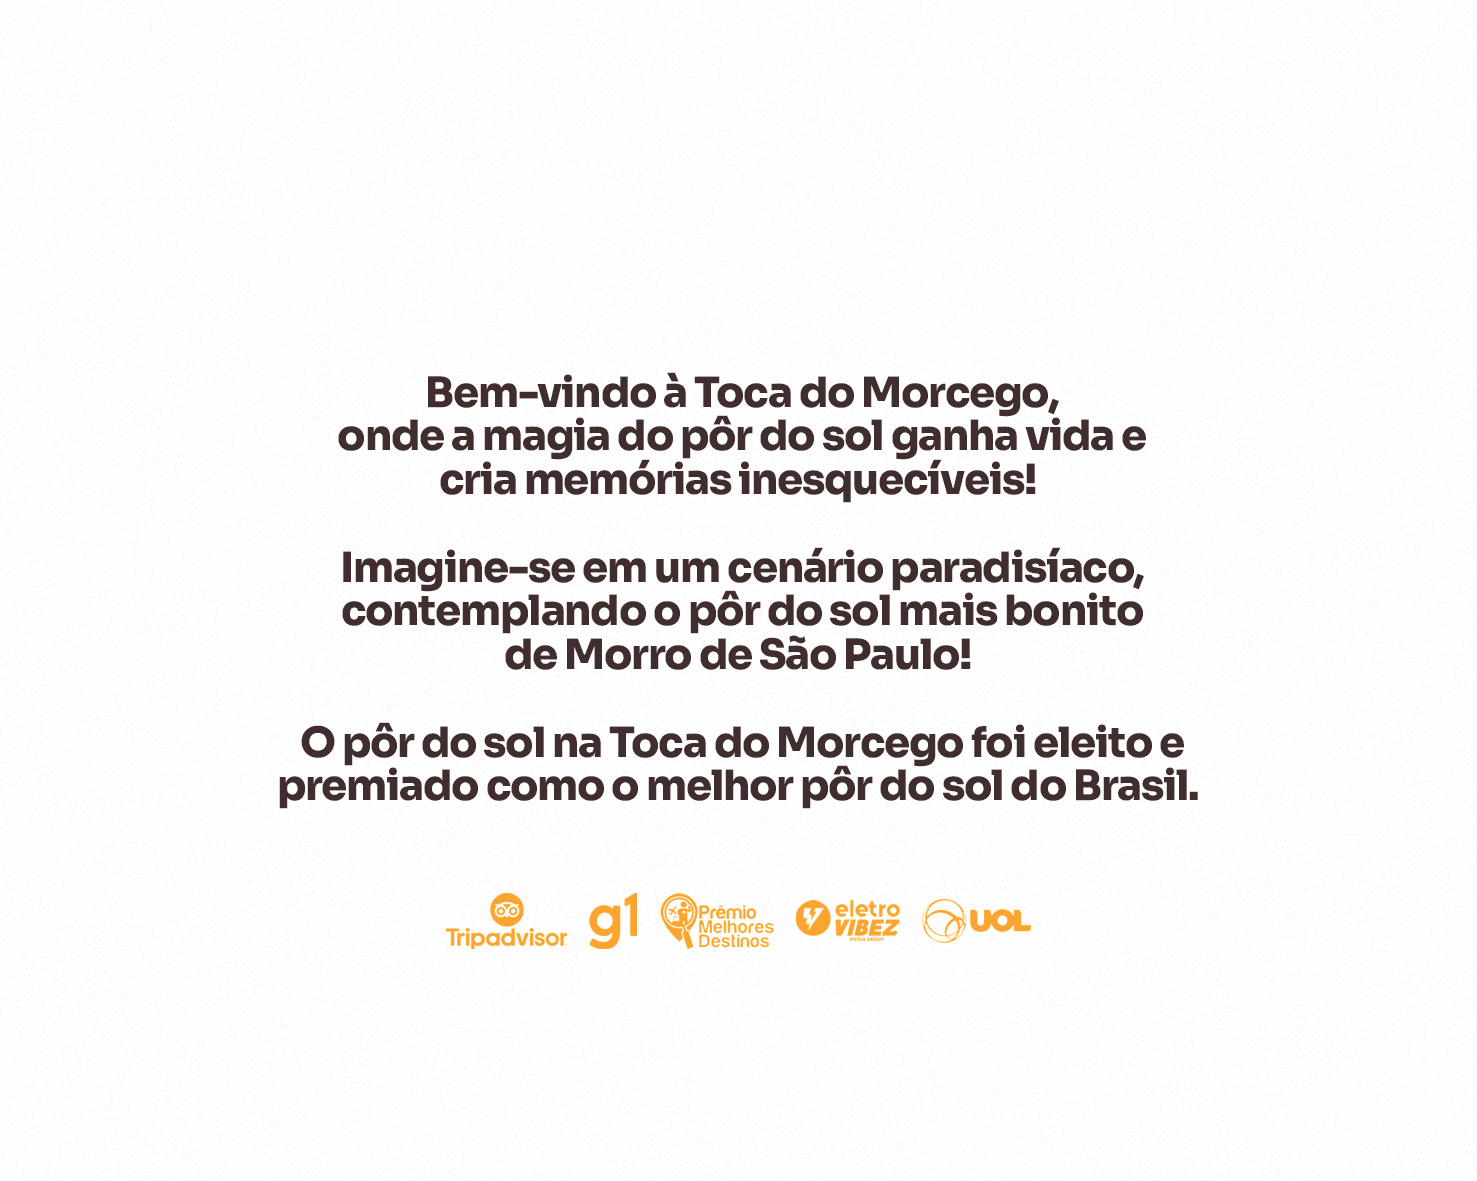 Bem-vindo à Toca do Morcego,
onde a magia do pôr do sol ganha vida e
cria memórias inesquecíveis!
Imagine-se em um cenário paradisíaco,
contemplando o pôr do sol mais bonito
de Morro de São Paulo!
O pôr do sol na Toca do Morcego foi eleito e
premiado como o melhor pôr do sol do Brasil.
Tripadvisor
g1
Prêmio
Melhores
Destinos
eletro
VIBEZ
MEDIA GROUP
UOL